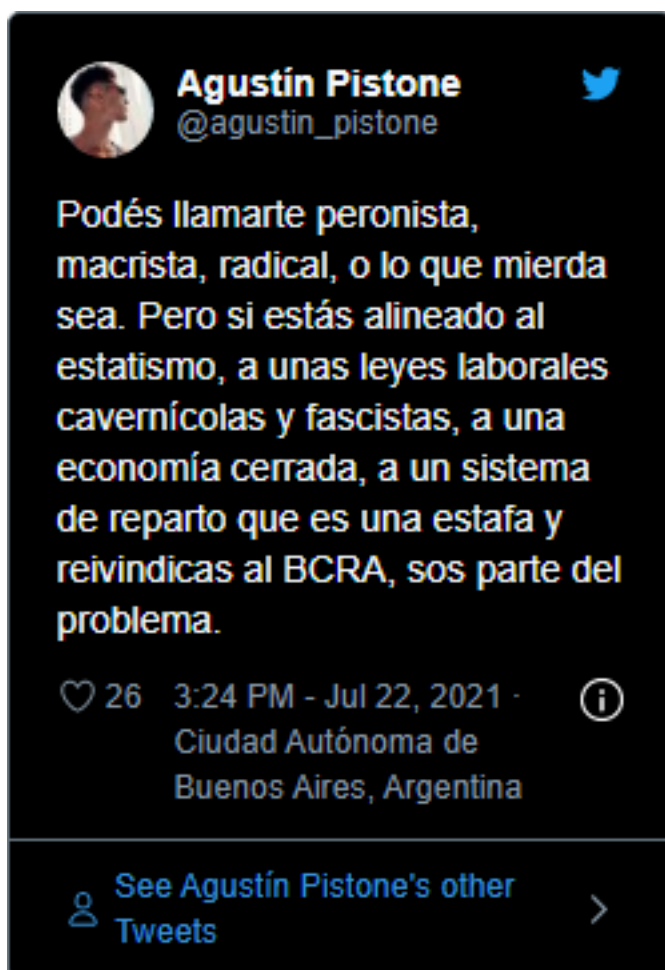 Agustín Pistone
@agustin_pistone
Podés llamarte peronista,
macrista, radical, o lo que mierda
sea. Pero si estás alineado al
estatismo, a unas leyes laborales
cavernícolas y fascistas, a una
economía cerrada, a un sistema
de reparto que es una estafa y
reivindicas al BCRA, sos parte del
problema.
26 3:24 PM - Jul 22, 2021 ·
Ciudad Autónoma de
Buenos Aires, Argentina
See Agustín Pistone's other
Tweets